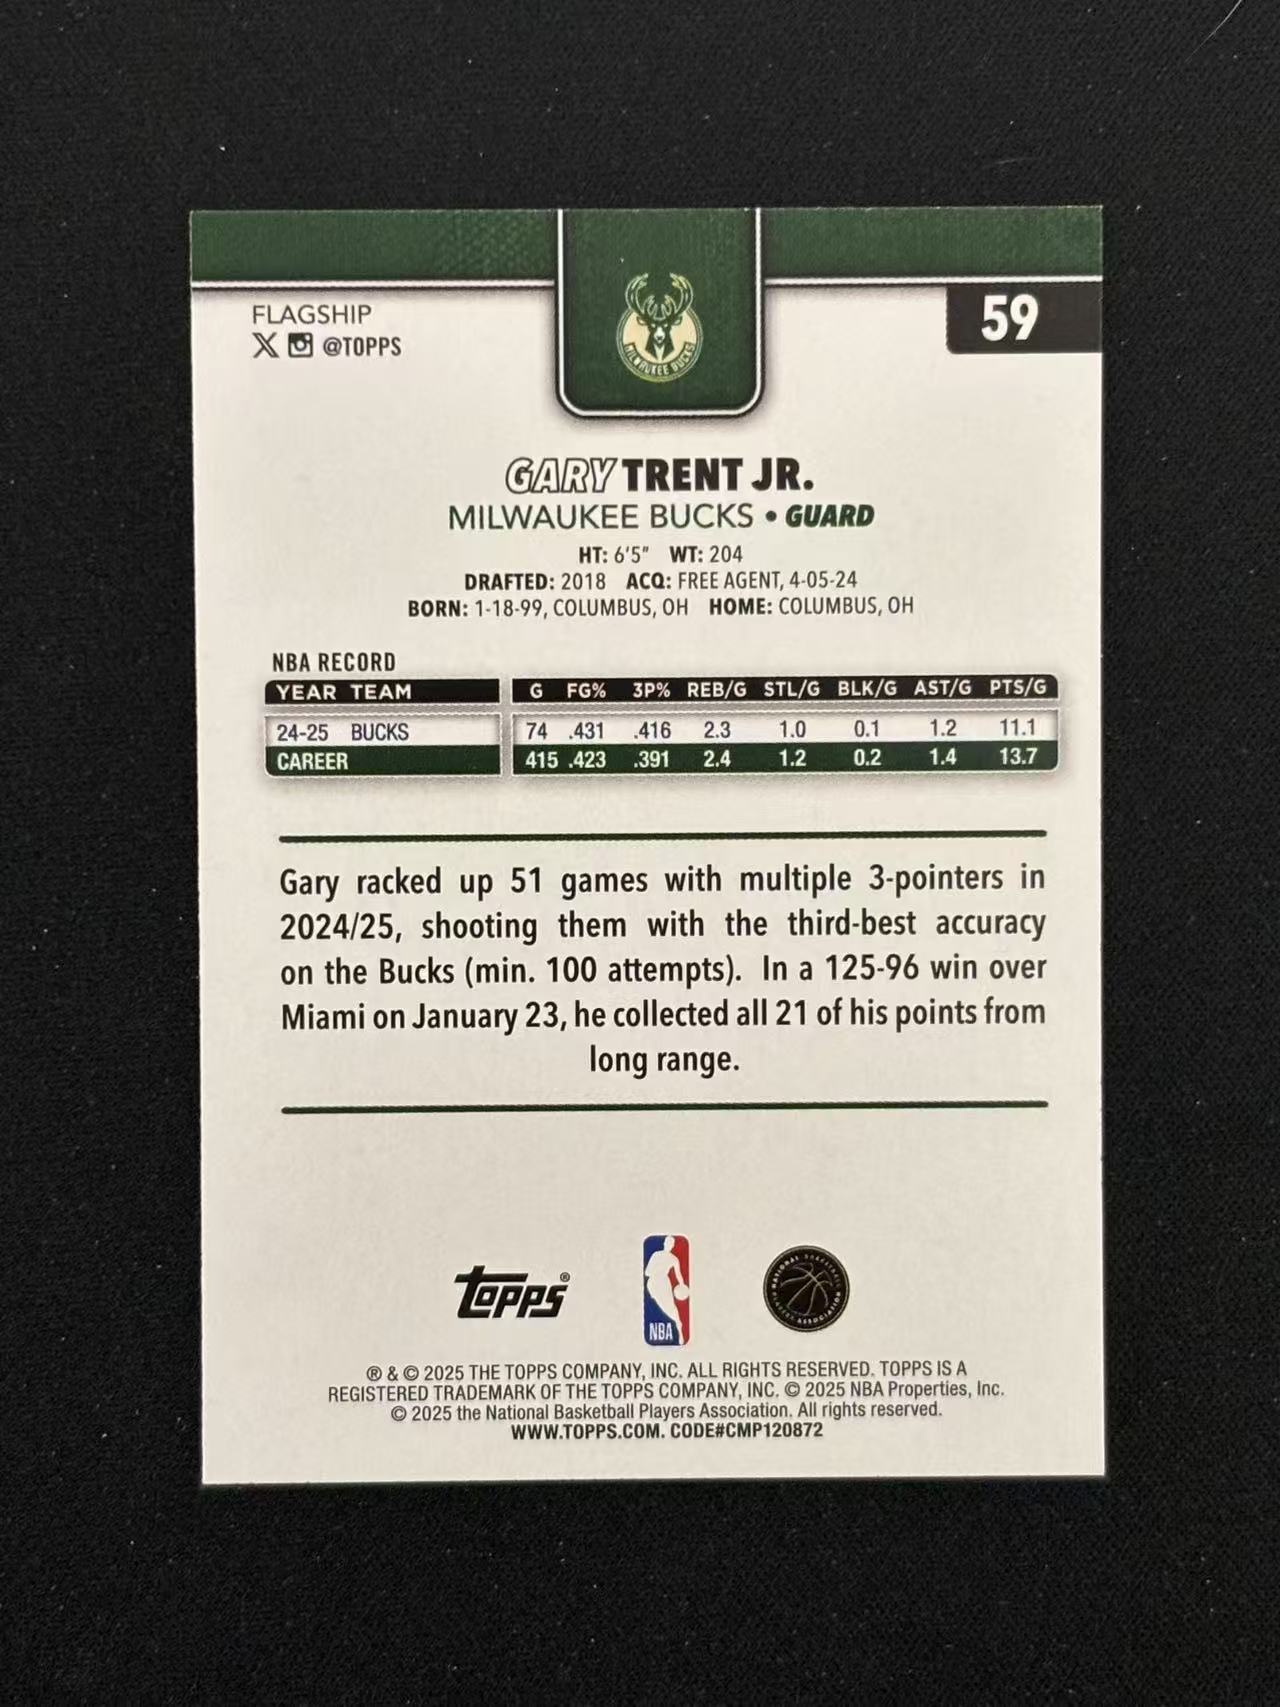 FLAGSHIP
X @TOPPS
59
MILWAUKEE BUCKS
GARY TRENT JR.
MILWAUKEE BUCKS • GUARD
HT: 6'5" WT: 204
DRAFTED: 2018 ACQ: FREE AGENT, 4-05-24
BORN: 1-18-99, COLUMBUS, OH HOME: COLUMBUS, OH
NBA RECORD
YEAR TEAM G FG% 3P% REB/G STL/G BLK/G AST/G PTS/G
24-25 BUCKS 74 .431 .416 2.3 1.0 0.1 1.2 11.1
CAREER 415 .423 .391 2.4 1.2 0.2 1.4 13.7
Gary racked up 51 games with multiple 3-pointers in
2024/25, shooting them with the third-best accuracy
on the Bucks (min. 100 attempts). In a 125-96 win over
Miami on January 23, he collected all 21 of his points from
long range.
Topps®
NBA
NATIONAL BASKETBALL PLAYERS ASSOCIATION
® & © 2025 THE TOPPS COMPANY, INC. ALL RIGHTS RESERVED. TOPPS IS A
REGISTERED TRADEMARK OF THE TOPPS COMPANY, INC. © 2025 NBA Properties, Inc.
© 2025 the National Basketball Players Association. All rights reserved.
WWW.TOPPS.COM. CODE#CMP120872